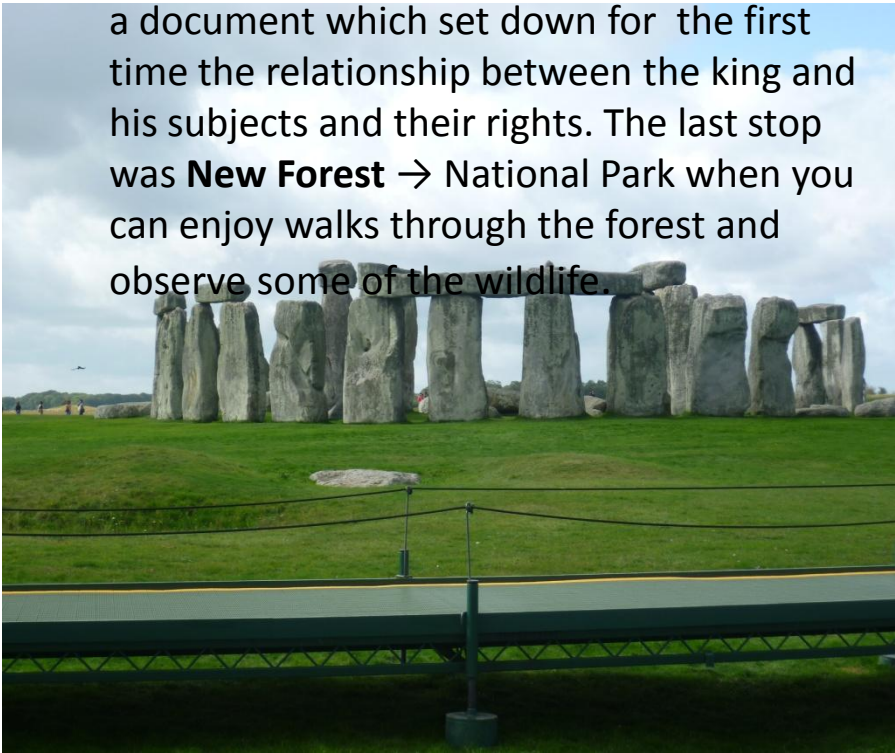 a document which set down for  the first
time the relationship between the king and
his subjects and their rights. The last stop
was New Forest → National Park when you
can enjoy walks through the forest and
observe some of the wildlife.